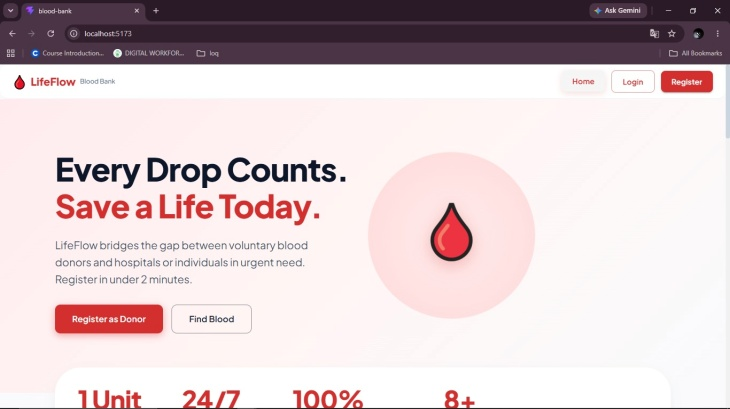 blood-bank
Ask Gemini
localhost:5173
Course Introduction...
DIGITAL WORKFOR...
loq
All Bookmarks
LifeFlow Blood Bank
Home
Login
Register
Every Drop Counts.
Save a Life Today.
LifeFlow bridges the gap between voluntary blood
donors and hospitals or individuals in urgent need.
Register in under 2 minutes.
Register as Donor
Find Blood
1 Unit
24/7
100%
8+